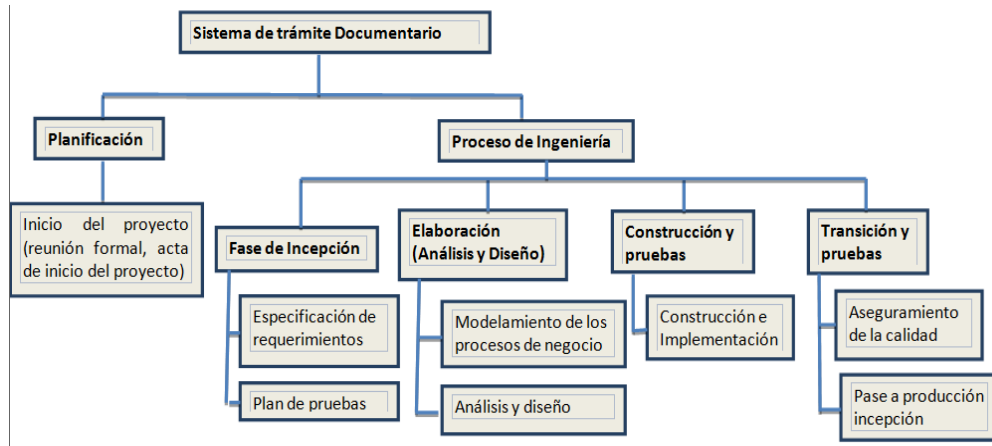 Sistema de trámite Documentario
Planificación
Proceso de Ingeniería
Inicio del proyecto
(reunión formal, acta
de inicio del proyecto)
Fase de Incepción
Elaboración
(Análisis y Diseño)
Construcción y
pruebas
Transición y
pruebas
Especificación de
requerimientos
Plan de pruebas
Modelamiento de los
procesos de negocio
Análisis y diseño
Construcción e
Implementación
Aseguramiento
de la calidad
Pase a producción
incepción